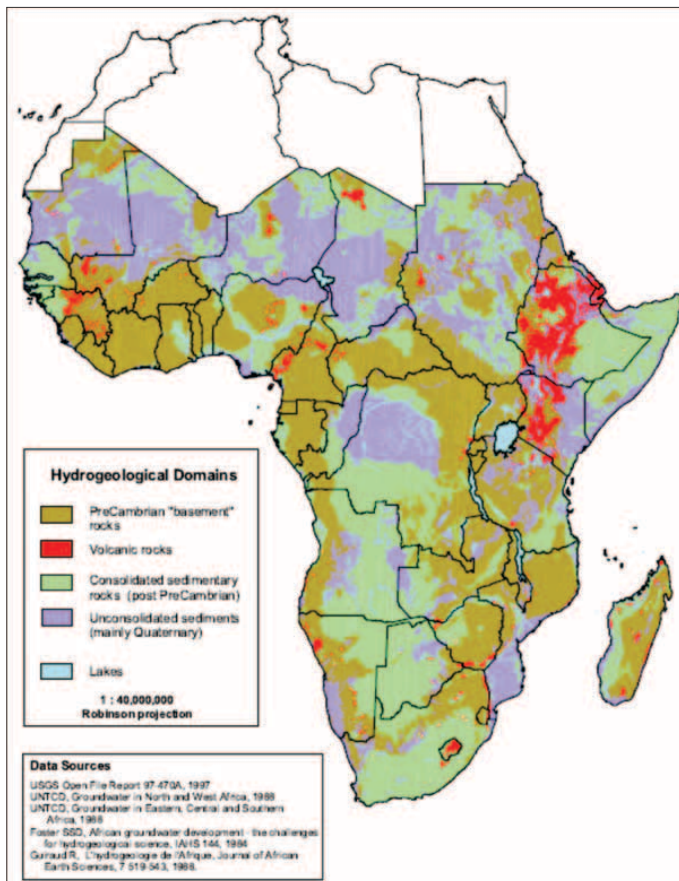 Hydrogeological Domains
PreCambrian "basement"
rocks
Volcanic rocks
Consolidated sedimentary
rocks (post PreCambrian)
Unconsolidated sediments
(mainly Quaternary)
Lakes
1 : 40,000,000
Robinson projection
Data Sources
USGS Open File Report 97-470A, 1997
UNTCD, Groundwater in North and West Africa, 1988
UNTCD, Groundwater in Eastern, Central and Southern
Africa, 1988
Foster SSD, African groundwater development - the challenges
for hydrogeological science, IAHS 144, 1984
Guiraud R, L'hydrogeologie de l'Afrique, Journal of African
Earth Sciences, 7 519-543, 1988.